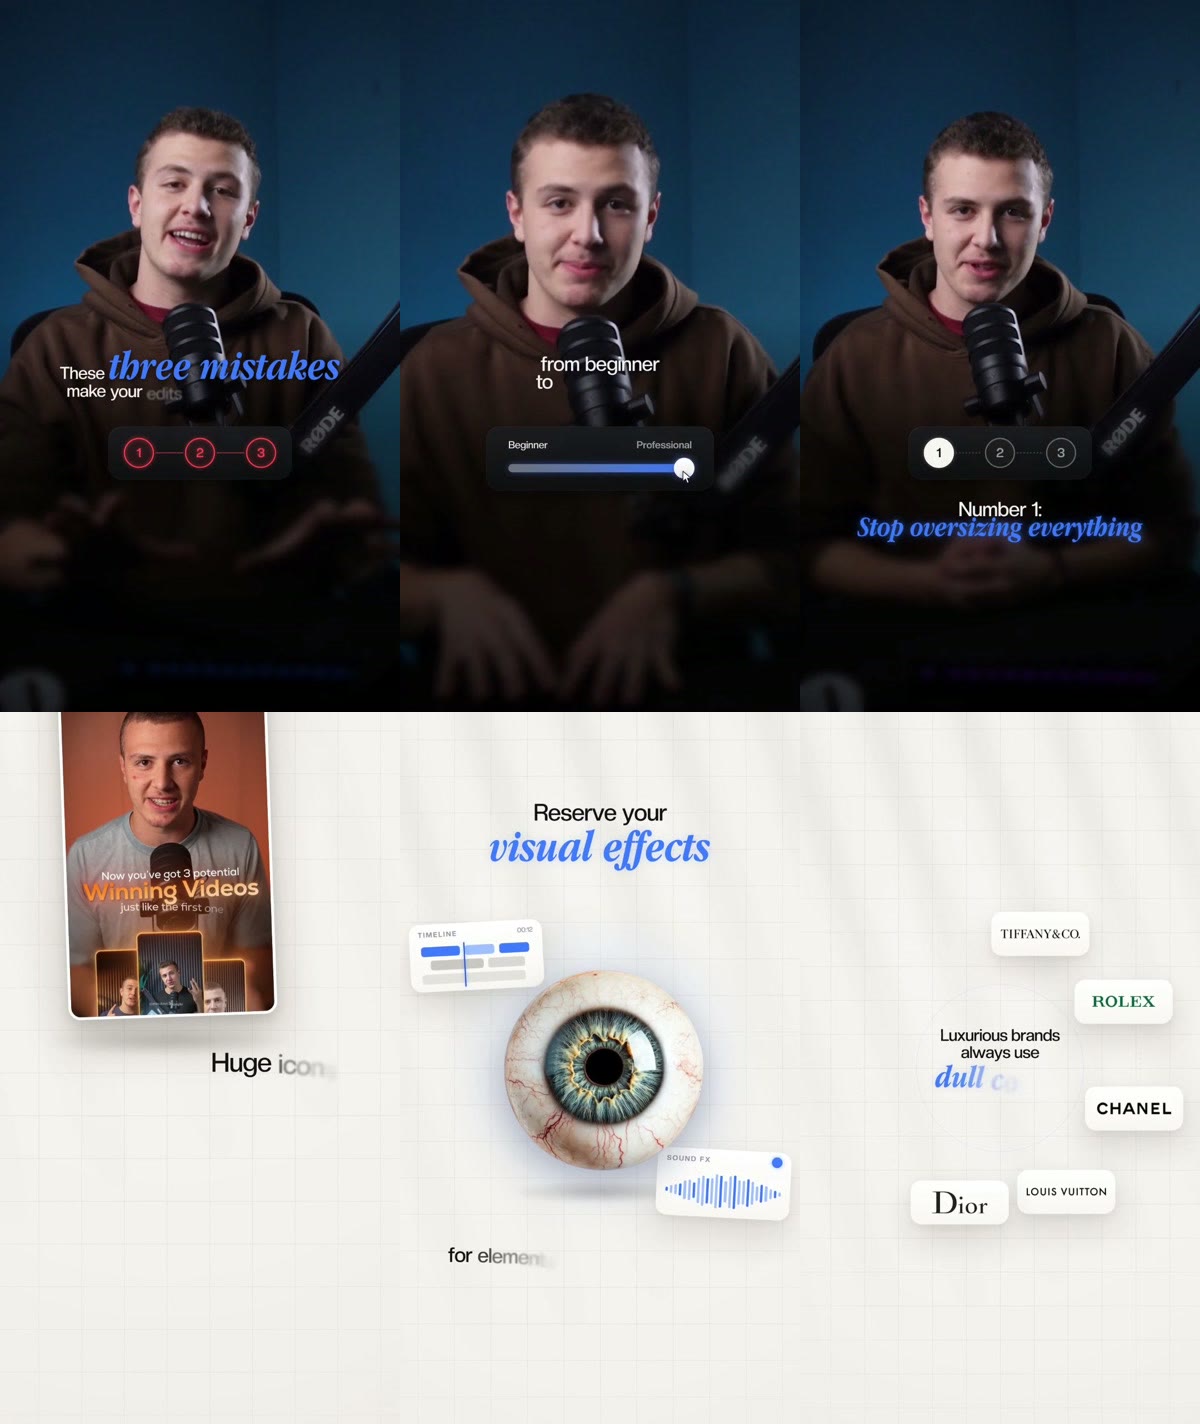 These three mistakes
make your edits
1 2 3
RØDE
from beginner
to
Beginner Professional
RØDE
1 2 3
RØDE
Number 1:
Stop oversizing everything
Now you've got 3 potential
Winning Videos
just like the first one
Huge icon
Reserve your
visual effects
TIMELINE 00:12
SOUND FX
for element
TIFFANY&CO.
ROLEX
Luxurious brands
always use
dull co
CHANEL
LOUIS VUITTON
Dior